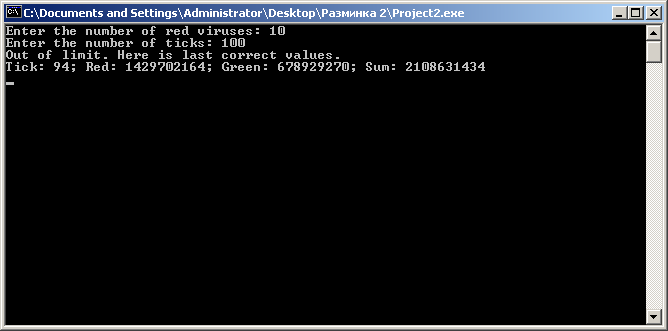 C:\Documents and Settings\Administrator\Desktop\Разминка 2\Project2.exe
Enter the number of red viruses: 10
Enter the number of ticks: 100
Out of limit. Here is last correct values.
Tick: 94; Red: 1429702164; Green: 678929270; Sum: 2108631434